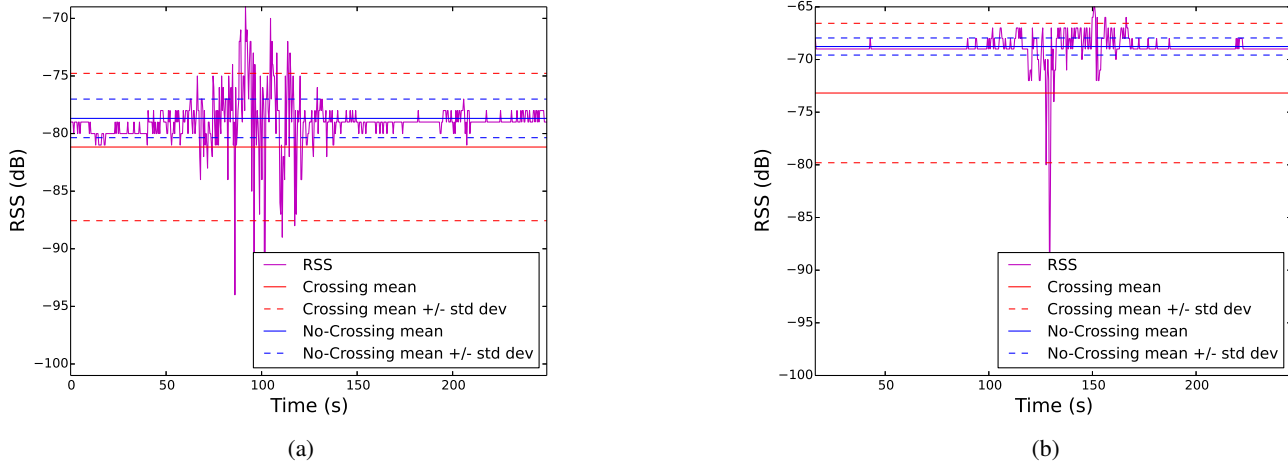 −70
−75
−80
−85
−90
−95
−100
RSS (dB)
0
50
100
150
200
Time (s)
RSS
Crossing mean
Crossing mean +/- std dev
No-Crossing mean
No-Crossing mean +/- std dev
(a)
−65
−70
−75
−80
−85
−90
−95
−100
RSS (dB)
50
100
150
200
Time (s)
RSS
Crossing mean
Crossing mean +/- std dev
No-Crossing mean
No-Crossing mean +/- std dev
(b)